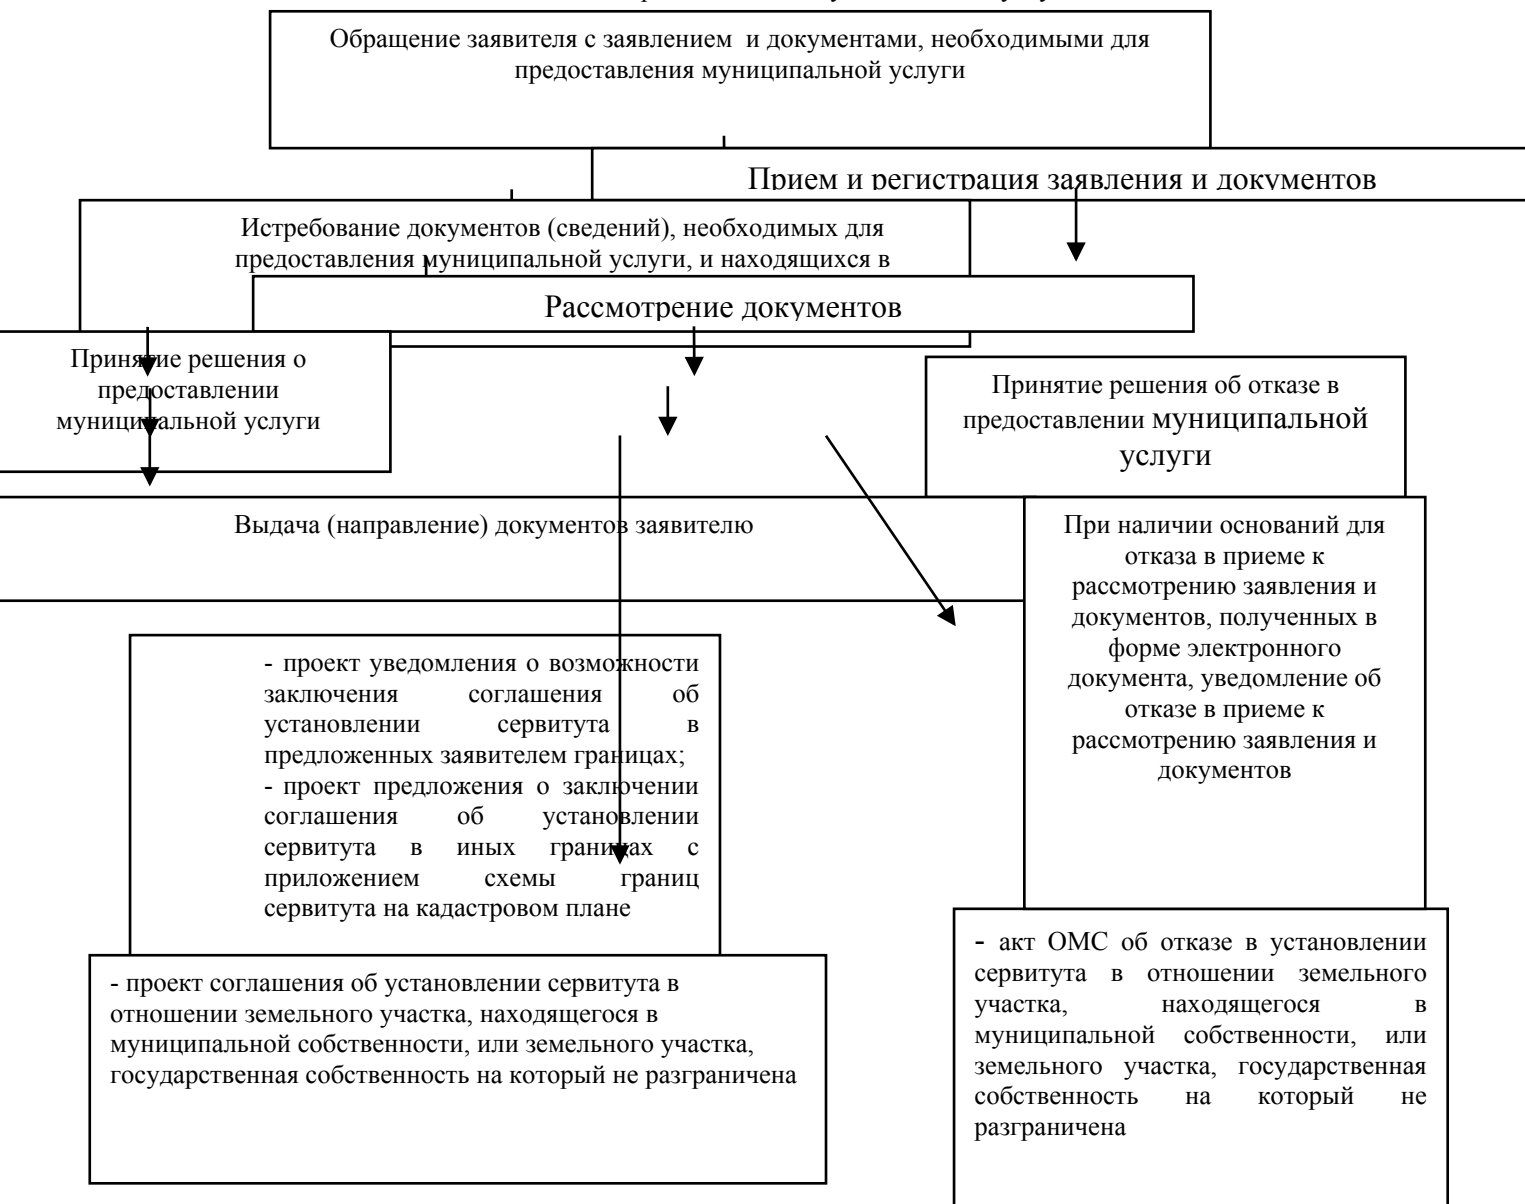 Обращение заявителя с заявлением и документами, необходимыми для
предоставления муниципальной услуги
Прием и регистрация заявления и документов
Истребование документов (сведений), необходимых для
предоставления муниципальной услуги, и находящихся в
Рассмотрение документов
Принятие решения о
предоставлении
муниципальной услуги
Принятие решения об отказе в
предоставлении муниципальной
услуги
Выдача (направление) документов заявителю
При наличии оснований для
отказа в приеме к
рассмотрению заявления и
документов, полученных в
форме электронного
документа, уведомление об
отказе в приеме к
рассмотрению заявления и
документов
- проект уведомления о возможности
заключения соглашения об
установлении сервитута в
предложенных заявителем границах;
- проект предложения о заключении
соглашения об установлении
сервитута в иных границах с
приложением схемы границ
сервитута на кадастровом плане
- проект соглашения об установлении сервитута в
отношении земельного участка, находящегося в
муниципальной собственности, или земельного участка,
государственная собственность на который не разграничена
- акт ОМС об отказе в установлении
сервитута в отношении земельного
участка, находящегося в
муниципальной собственности, или
земельного участка, государственная
собственность на который не
разграничена